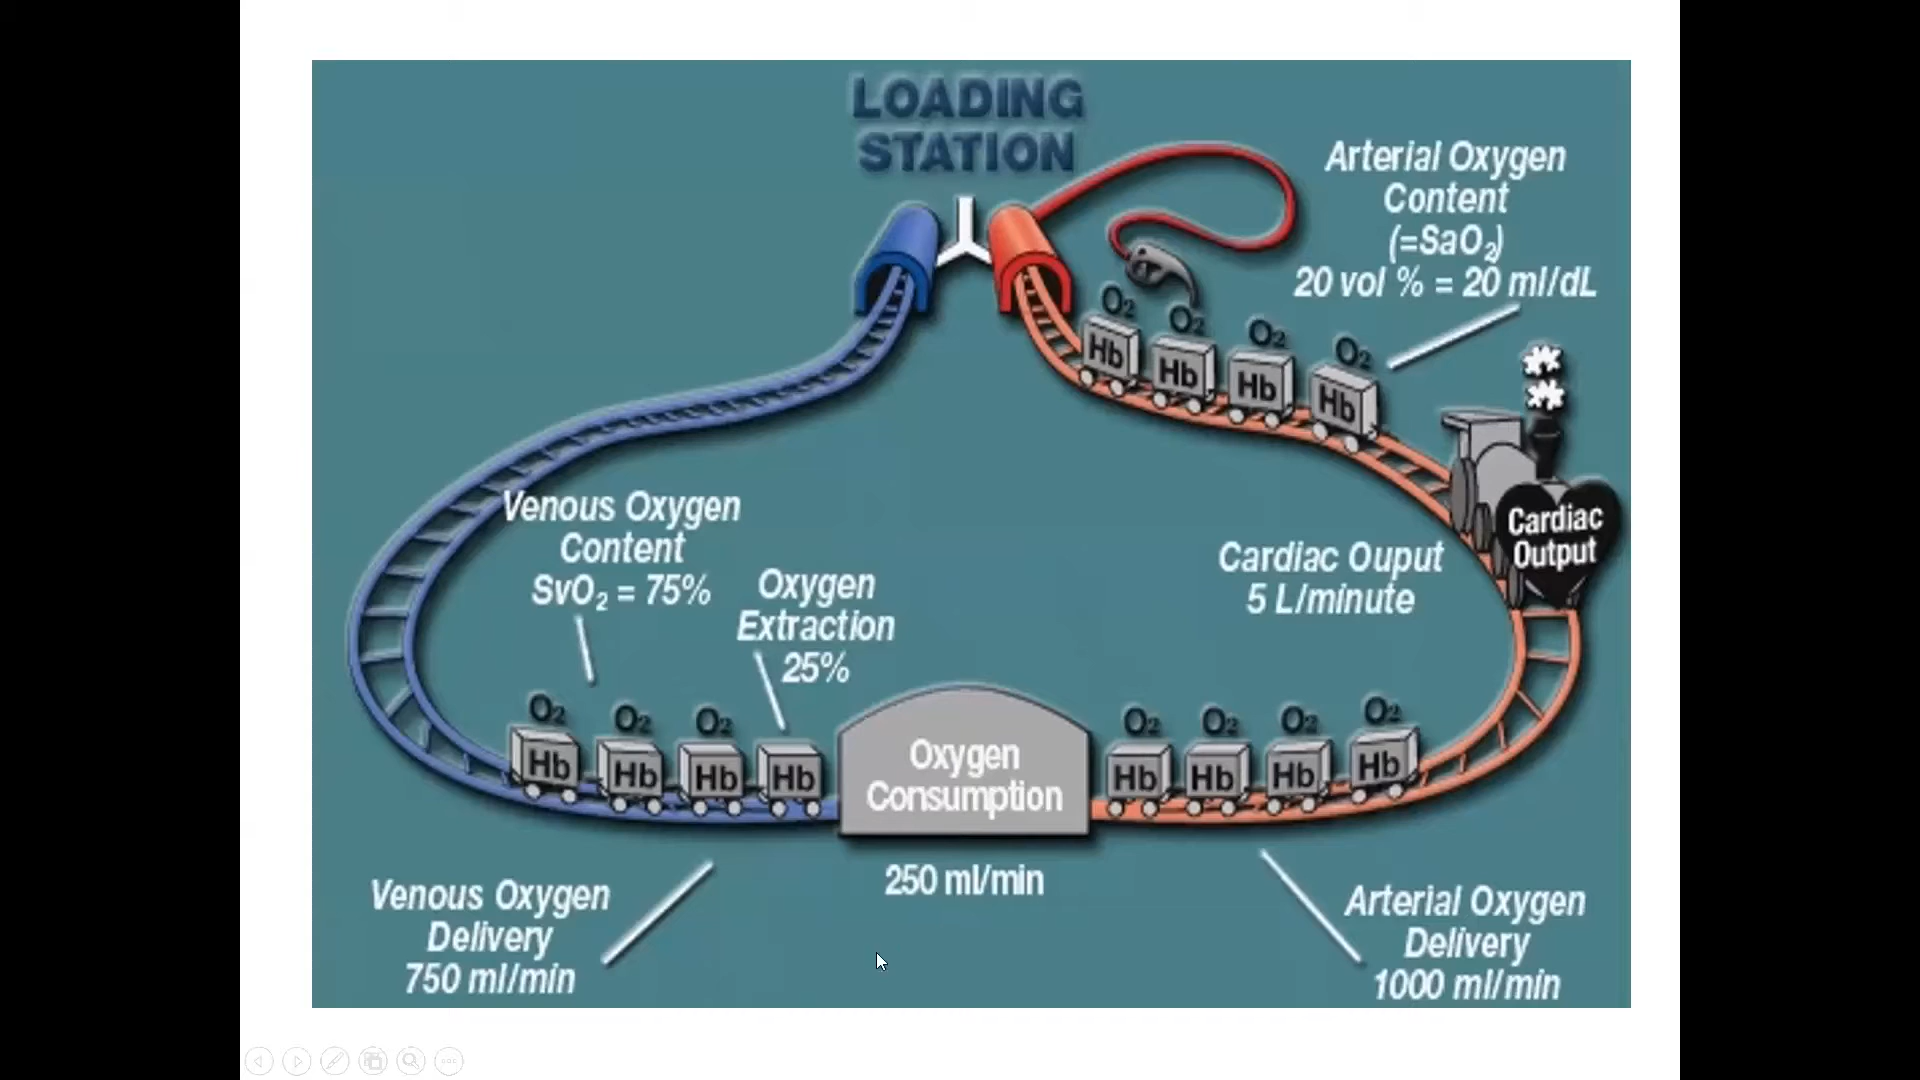 LOADING
STATION
Arterial Oxygen
Content
(=SaO₂)
20 vol % = 20 ml/dL
O₂
O₂
O₂
O₂
Hb
Hb
Hb
Hb
Cardiac
Output
Cardiac Ouput
5 L/minute
Venous Oxygen
Content
SvO₂ = 75%
Oxygen
Extraction
25%
O₂
O₂
O₂
Hb
Hb
Hb
Hb
Oxygen
Consumption
250 ml/min
O₂
O₂
O₂
O₂
Hb
Hb
Hb
Hb
Venous Oxygen
Delivery
750 ml/min
Arterial Oxygen
Delivery
1000 ml/min